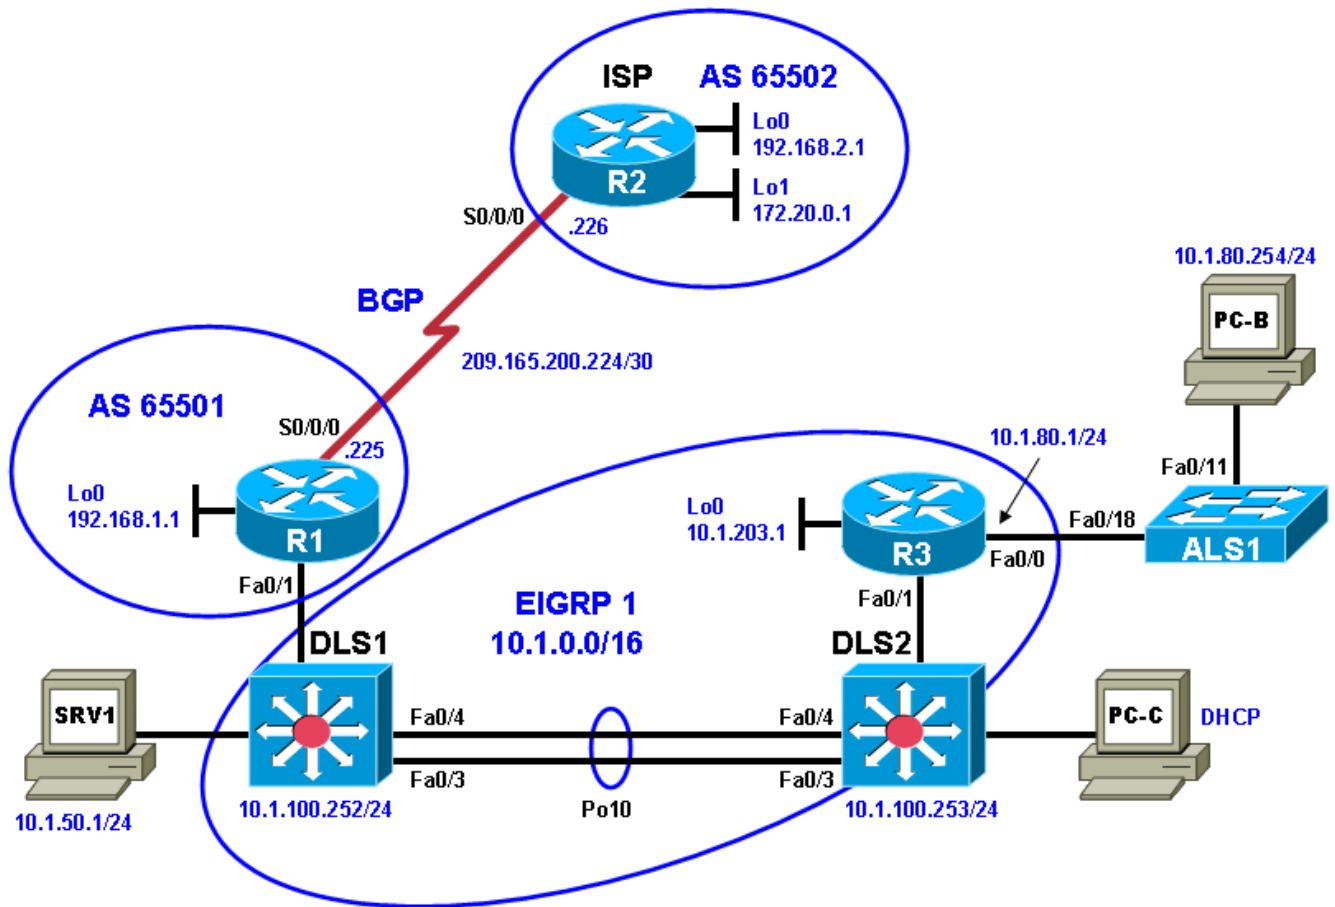 ISP
AS 65502
Lo0
192.168.2.1
R2
Lo1
172.20.0.1
S0/0/0
.226
10.1.80.254/24
PC-B
BGP
209.165.200.224/30
AS 65501
S0/0/0
.225
10.1.80.1/24
Fa0/11
Lo0
192.168.1.1
R1
Lo0
10.1.203.1
R3
Fa0/18
Fa0/0
ALS1
Fa0/1
Fa0/1
EIGRP 1
10.1.0.0/16
DLS1
DLS2
SRV1
Fa0/4
Fa0/4
PC-C
DHCP
Fa0/3
Fa0/3
10.1.50.1/24
10.1.100.252/24
Po10
10.1.100.253/24